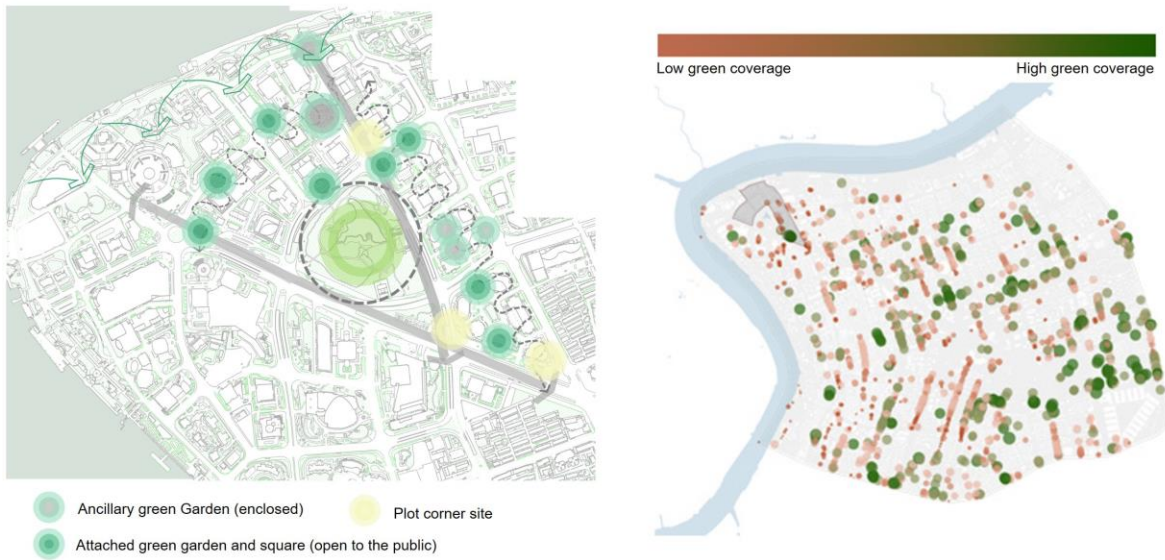 Low green coverage
High green coverage
Ancillary green Garden (enclosed)
Plot corner site
Attached green garden and square (open to the public)